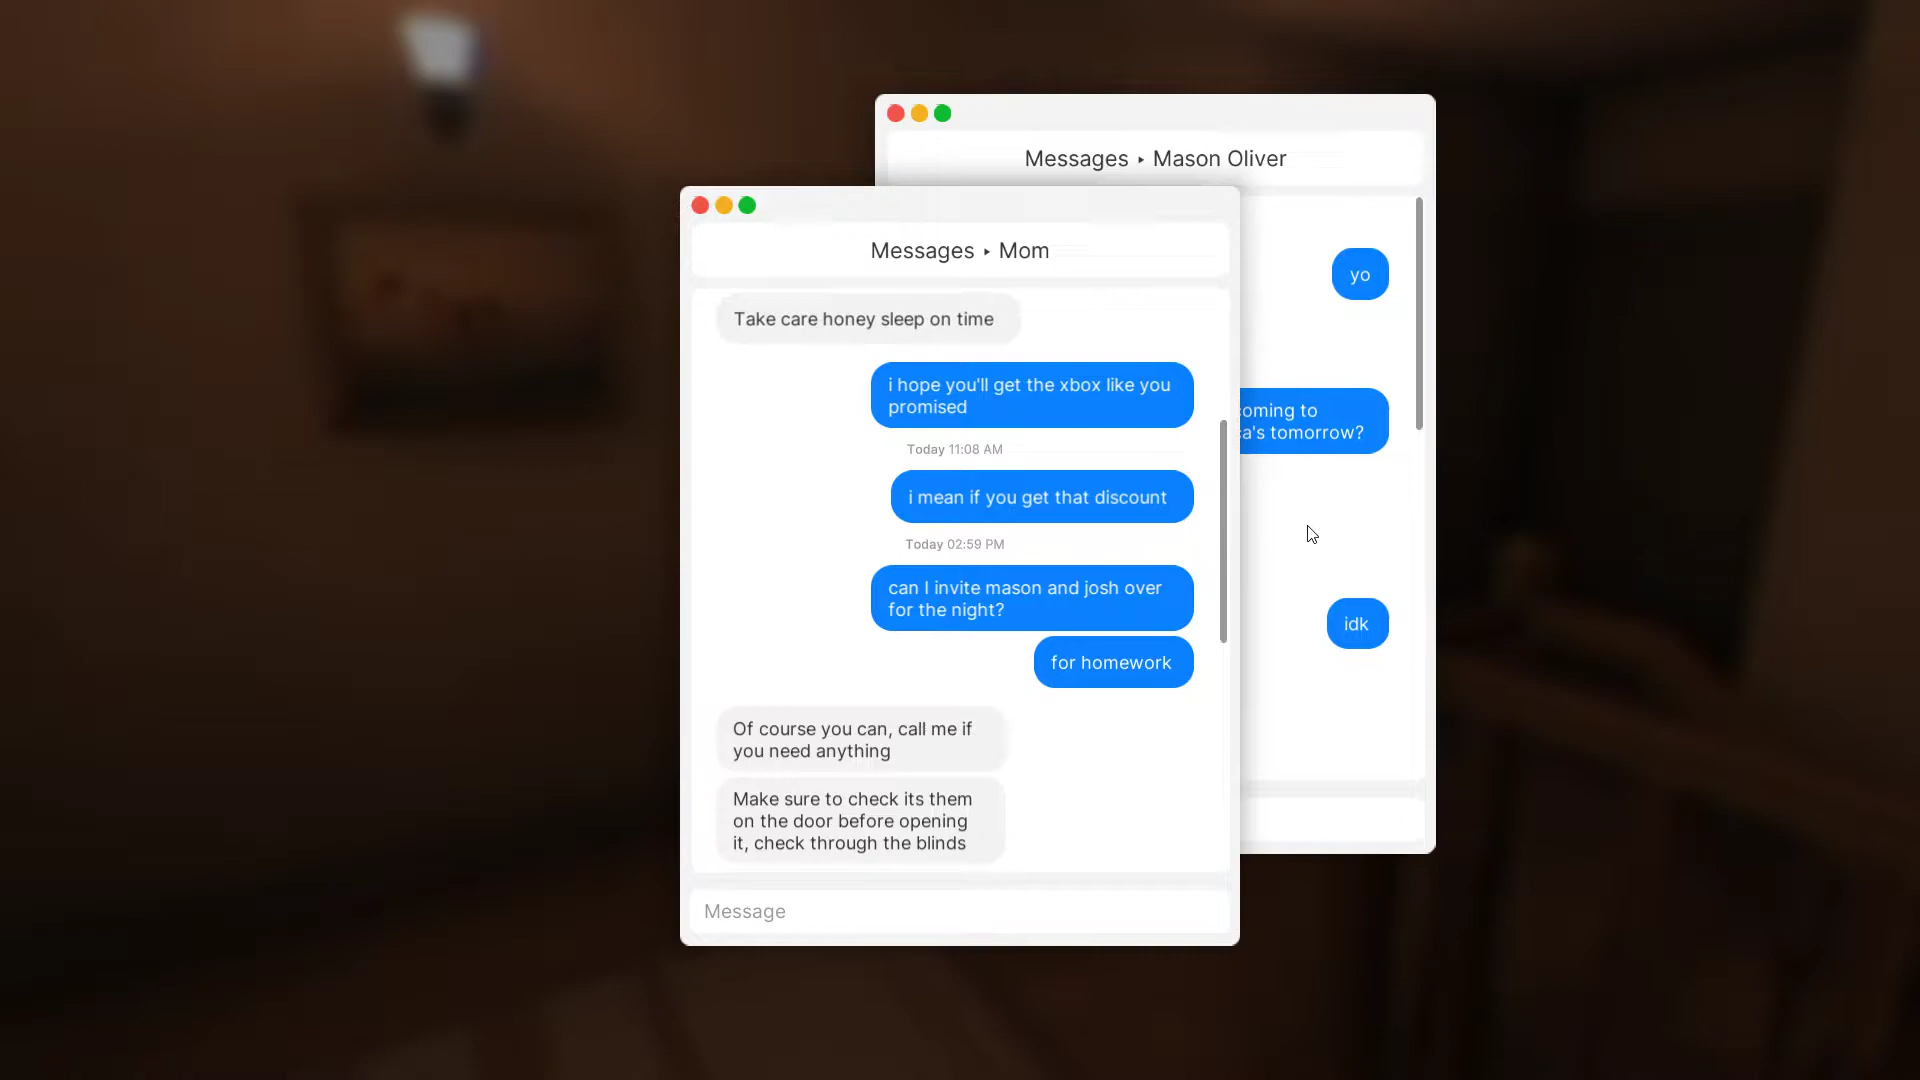 Messages ▸ Mason Oliver
yo
coming to
's tomorrow?
idk
Messages ▸ Mom
Take care honey sleep on time
i hope you'll get the xbox like you
promised
Today 11:08 AM
i mean if you get that discount
Today 02:59 PM
can I invite mason and josh over
for the night?
for homework
Of course you can, call me if
you need anything
Make sure to check its them
on the door before opening
it, check through the blinds
Message